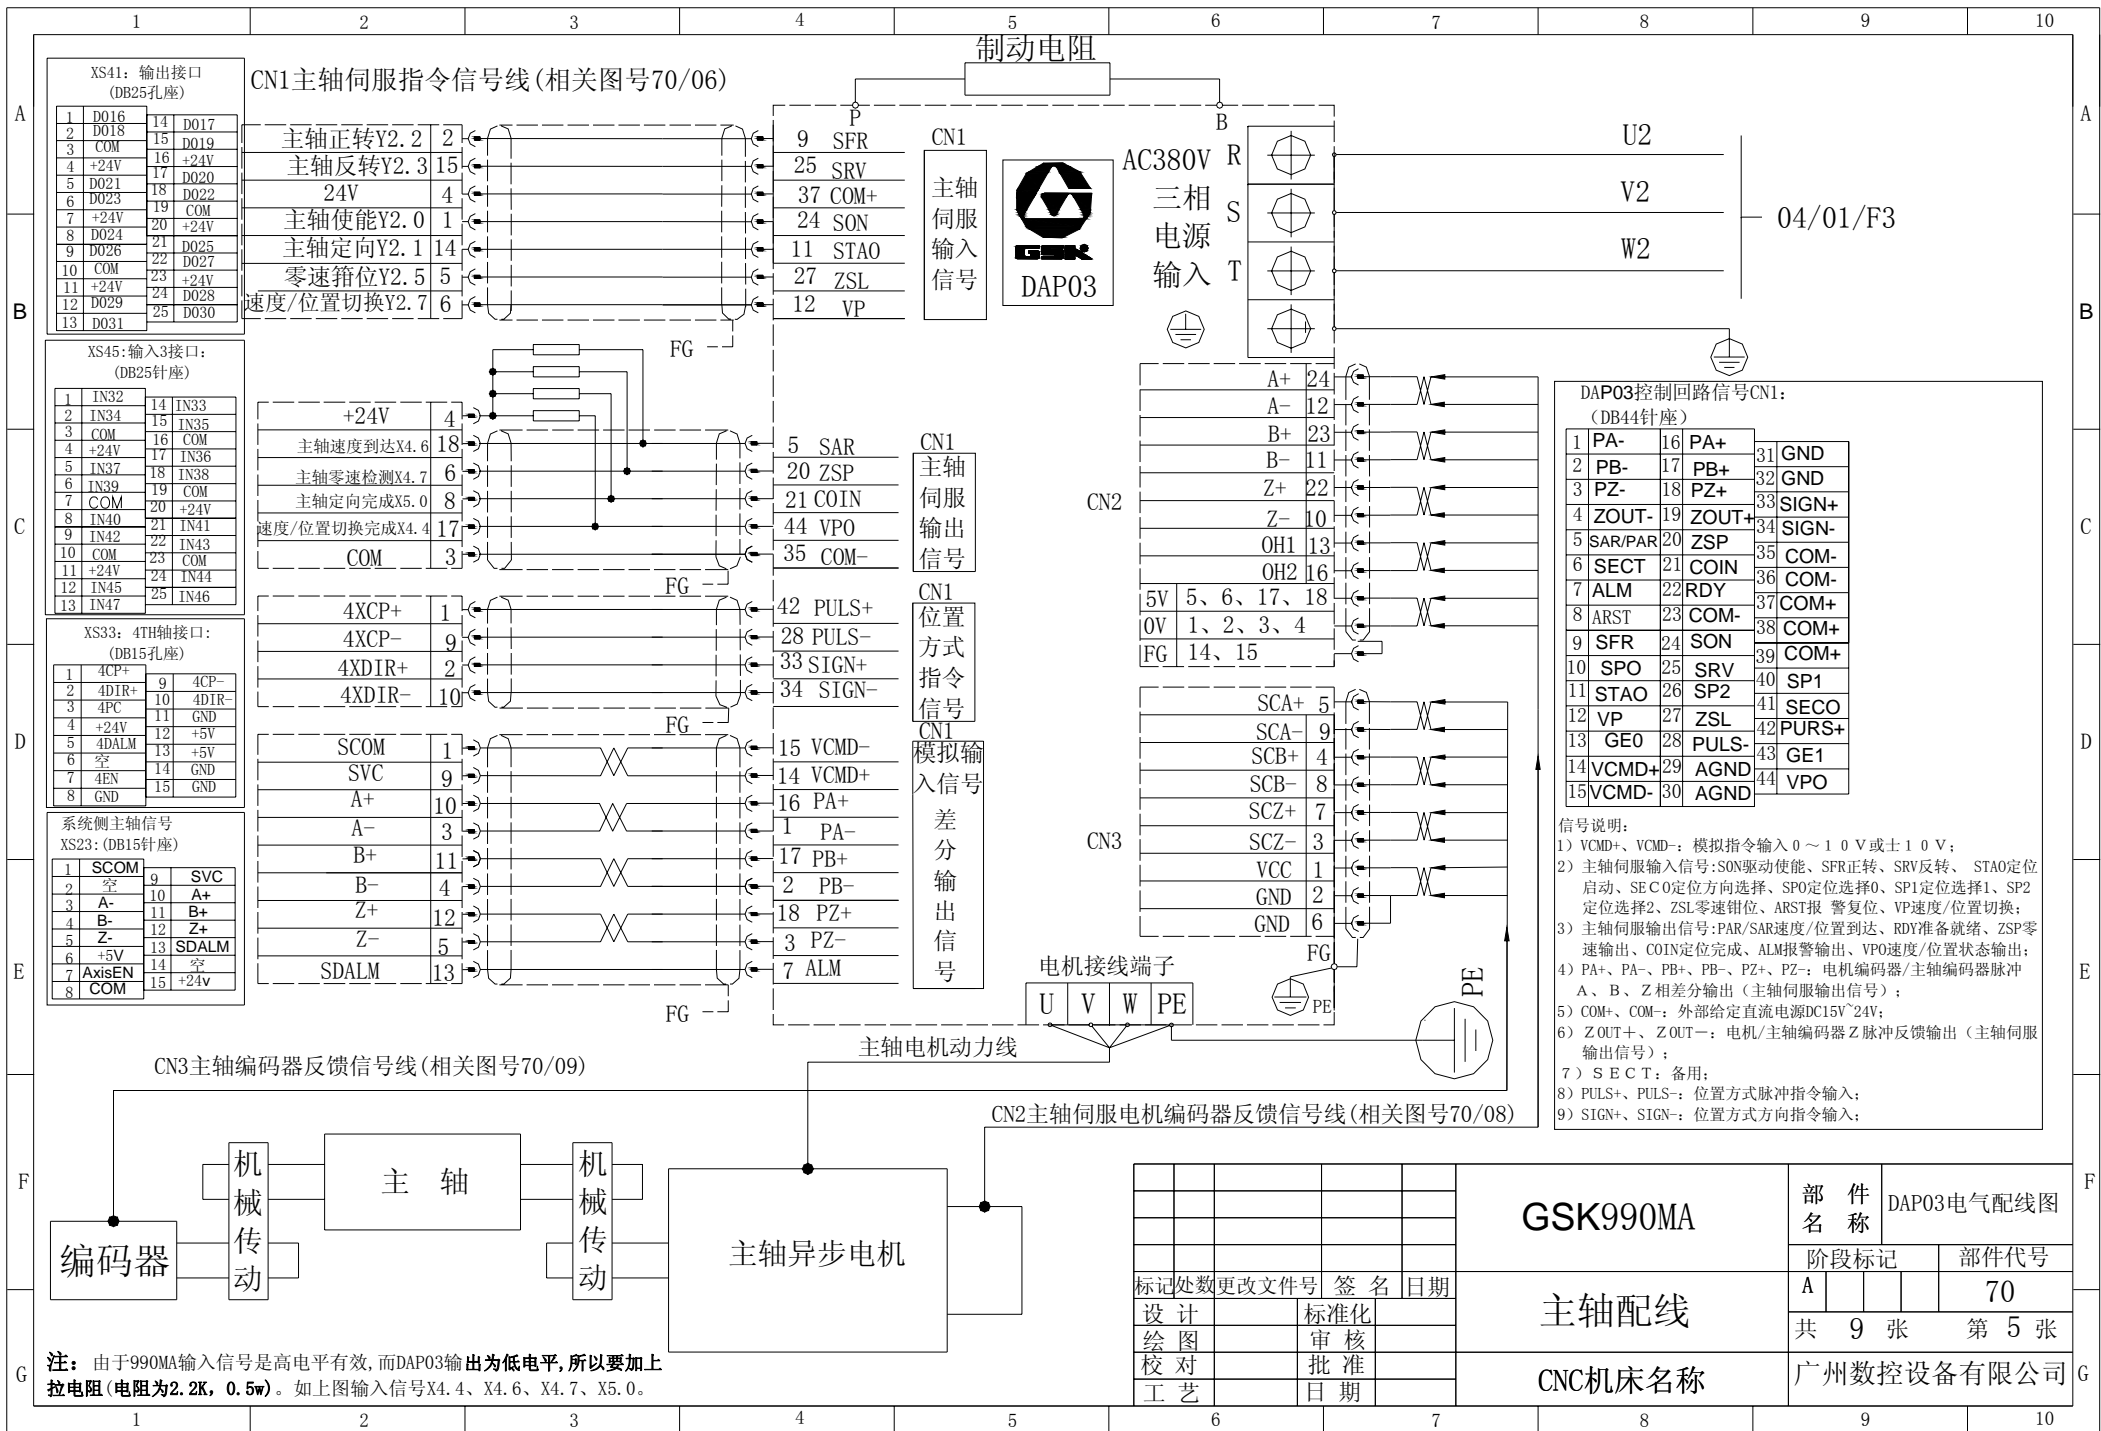 1 2 3 4 5 6 7 8 9 10
A
B
C
D
E
F
G
XS41：输出接口
(DB25孔座)
1 DO16
2 DO18
3 COM
4 +24V
5 DO21
6 DO23
7 +24V
8 DO24
9 DO26
10 COM
11 +24V
12 DO29
13 DO31
14 DO17
15 DO19
16 +24V
17 DO20
18 DO22
19 COM
20 +24V
21 DO25
22 DO27
23 +24V
24 DO28
25 DO30
XS45:输入3接口：
(DB25针座)
1 IN32
2 IN34
3 COM
4 +24V
5 IN37
6 IN39
7 COM
8 IN40
9 IN42
10 COM
11 +24V
12 IN45
13 IN47
14 IN33
15 IN35
16 COM
17 IN36
18 IN38
19 COM
20 +24V
21 IN41
22 IN43
23 COM
24 IN44
25 IN46
XS33：4TH轴接口：
(DB15孔座)
1 4CP+
2 4DIR+
3 4PC
4 +24V
5 4DALM
6 空
7 4EN
8 GND
9 4CP-
10 4DIR-
11 GND
12 +5V
13 +5V
14 GND
15 GND
系统侧主轴信号
XS23:(DB15针座)
1 SCOM
2 空
3 A-
4 B-
5 Z-
6 +5V
7 AxisEN
8 COM
9 SVC
10 A+
11 B+
12 Z+
13 SDALM
14 空
15 +24v
CN1主轴伺服指令信号线(相关图号70/06)
主轴正转Y2.2 2 9 SFR
主轴反转Y2.3 15 25 SRV
24V 4 37 COM+
主轴使能Y2.0 1 24 SON
主轴定向Y2.1 14 11 STAO
零速箝位Y2.5 5 27 ZSL
速度/位置切换Y2.7 6 12 VP
FG
CN1
主轴
伺服
输入
信号
+24V 4
主轴速度到达X4.6 18 5 SAR
主轴零速检测X4.7 6 20 ZSP
主轴定向完成X5.0 8 21 COIN
速度/位置切换完成X4.4 17 44 VPO
COM 3 35 COM-
FG
CN1
主轴
伺服
输出
信号
4XCP+ 1 42 PULS+
4XCP- 9 28 PULS-
4XDIR+ 2 33 SIGN+
4XDIR- 10 34 SIGN-
FG
CN1
位置
方式
指令
信号
SCOM 1 15 VCMD-
SVC 9 14 VCMD+
A+ 10 16 PA+
A- 3 1 PA-
B+ 11 17 PB+
B- 4 2 PB-
Z+ 12 18 PZ+
Z- 5 3 PZ-
SDALM 13 7 ALM
FG
CN1
模拟输
入信号
差
分
输
出
信
号
制动电阻
P
B
GSK
DAP03
AC380V
三相
电源
输入
R
S
T
U2
V2
W2
04/01/F3
CN2
A+ 24
A- 12
B+ 23
B- 11
Z+ 22
Z- 10
OH1 13
OH2 16
5V 5、6、17、18
0V 1、2、3、4
FG 14、15
CN3
SCA+ 5
SCA- 9
SCB+ 4
SCB- 8
SCZ+ 7
SCZ- 3
VCC 1
GND 2
GND 6
FG
PE
电机接线端子
U V W PE
PE
主轴电机动力线
CN3主轴编码器反馈信号线(相关图号70/09)
CN2主轴伺服电机编码器反馈信号线(相关图号70/08)
编码器
机械传动
主 轴
机械传动
主轴异步电机
DAP03控制回路信号CN1：
（DB44针座）
1 PA-
2 PB-
3 PZ-
4 ZOUT-
5 SAR/PAR
6 SECT
7 ALM
8 ARST
9 SFR
10 SPO
11 STAO
12 VP
13 GE0
14 VCMD+
15 VCMD-
16 PA+
17 PB+
18 PZ+
19 ZOUT+
20 ZSP
21 COIN
22 RDY
23 COM-
24 SON
25 SRV
26 SP2
27 ZSL
28 PULS-
29 AGND
30 AGND
31 GND
32 GND
33 SIGN+
34 SIGN-
35 COM-
36 COM-
37 COM+
38 COM+
39 COM+
40 SP1
41 SECO
42 PURS+
43 GE1
44 VPO
信号说明：
1）VCMD+、VCMD-：模拟指令输入０～１０Ｖ或士１０Ｖ；
2）主轴伺服输入信号:SON驱动使能、SFR正转、SRV反转、 STAO定位
启动、SECO定位方向选择、SPO定位选择0、SP1定位选择1、SP2
定位选择2、ZSL零速钳位、ARST报 警复位、VP速度/位置切换；
3）主轴伺服输出信号:PAR/SAR速度/位置到达、RDY准备就绪、ZSP零
速输出、COIN定位完成、ALM报警输出、VPO速度/位置状态输出；
4）PA+、PA-、PB+、PB-、PZ+、PZ-：电机编码器/主轴编码器脉冲
Ａ、Ｂ、Ｚ相差分输出（主轴伺服输出信号）；
5）COM+、COM-：外部给定直流电源DC15V~24V；
6）ＺOUT＋、ＺOUT－：电机/主轴编码器Ｚ脉冲反馈输出（主轴伺服
输出信号）；
７）ＳＥＣＴ：备用；
8）PULS+、PULS-：位置方式脉冲指令输入；
9）SIGN+、SIGN-：位置方式方向指令输入；
标记 处数 更改文件号 签 名 日期
设 计 标准化
绘 图 审 核
校 对 批 准
工 艺 日 期
GSK990MA
主轴配线
CNC机床名称
部 件
名 称
DAP03电气配线图
阶段标记 部件代号
A 70
共 9 张 第 5 张
广州数控设备有限公司
注：由于990MA输入信号是高电平有效,而DAP03输出为低电平,所以要加上
拉电阻(电阻为2.2K，0.5w)。如上图输入信号X4.4、X4.6、X4.7、X5.0。
1 2 3 4 5 6 7 8 9 10